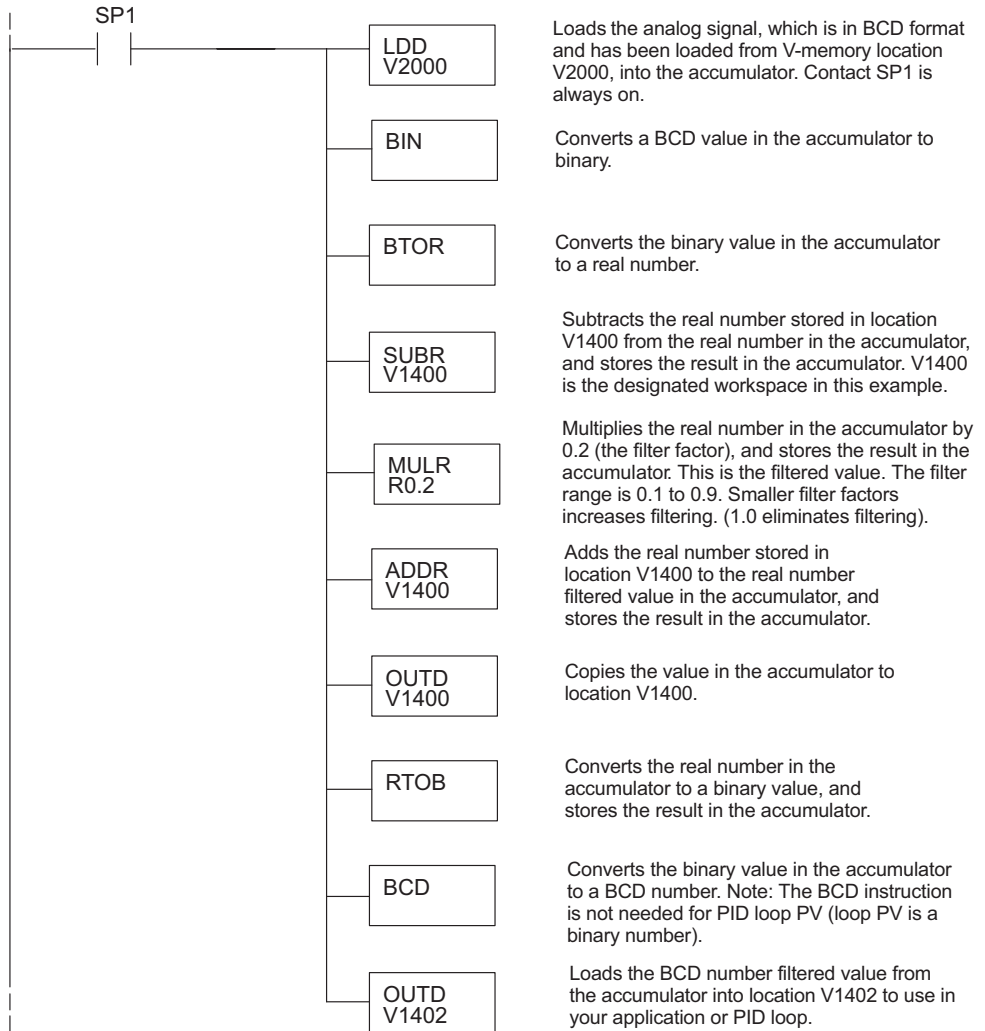 SP1
LDD
V2000
Loads the analog signal, which is in BCD format
and has been loaded from V-memory location
V2000, into the accumulator. Contact SP1 is
always on.
BIN
Converts a BCD value in the accumulator to
binary.
BTOR
Converts the binary value in the accumulator
to a real number.
SUBR
V1400
Subtracts the real number stored in location
V1400 from the real number in the accumulator,
and stores the result in the accumulator. V1400
is the designated workspace in this example.
MULR
R0.2
Multiplies the real number in the accumulator by
0.2 (the filter factor), and stores the result in the
accumulator. This is the filtered value. The filter
range is 0.1 to 0.9. Smaller filter factors
increases filtering. (1.0 eliminates filtering).
ADDR
V1400
Adds the real number stored in
location V1400 to the real number
filtered value in the accumulator, and
stores the result in the accumulator.
OUTD
V1400
Copies the value in the accumulator to
location V1400.
RTOB
Converts the real number in the
accumulator to a binary value, and
stores the result in the accumulator.
BCD
Converts the binary value in the accumulator
to a BCD number. Note: The BCD instruction
is not needed for PID loop PV (loop PV is a
binary number).
OUTD
V1402
Loads the BCD number filtered value from
the accumulator into location V1402 to use in
your application or PID loop.